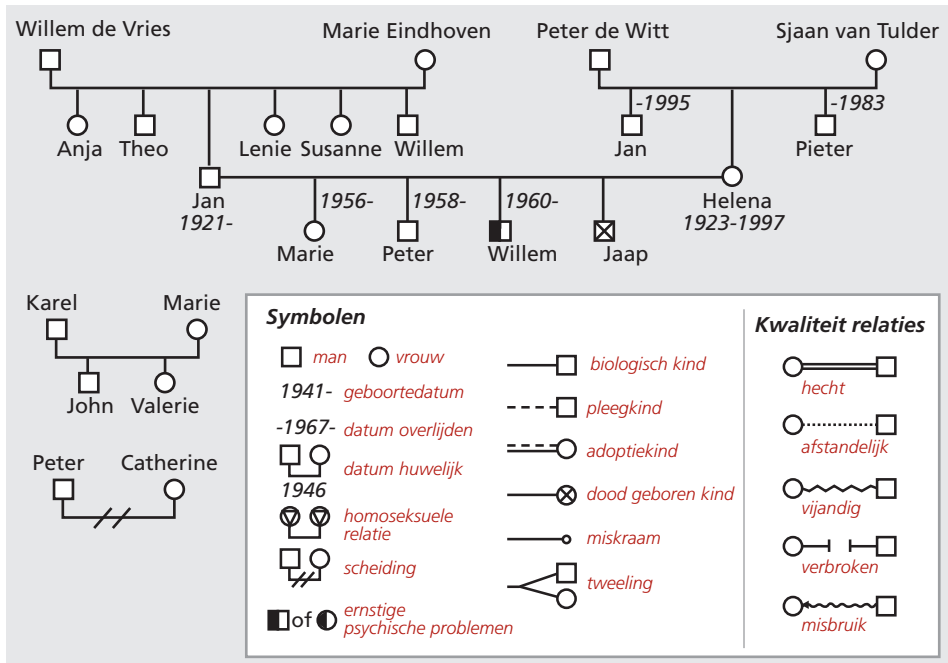 Willem de Vries
Marie Eindhoven
Peter de Witt
Sjaan van Tulder
-1995
-1983
Anja
Theo
Lenie
Susanne
Willem
Jan
Pieter
Jan
1921-
1956-
1958-
1960-
Helena
1923-1997
Marie
Peter
Willem
Jaap
Karel
Marie
John
Valerie
Peter
Catherine
Symbolen
man
vrouw
1941- geboortedatum
-1967- datum overlijden
datum huwelijk
1946
homoseksuele
relatie
scheiding
of
ernstige
psychische problemen
biologisch kind
pleegkind
adoptiekind
dood geboren kind
miskraam
tweeling
Kwaliteit relaties
hecht
afstandelijk
vijandig
verbroken
misbruik